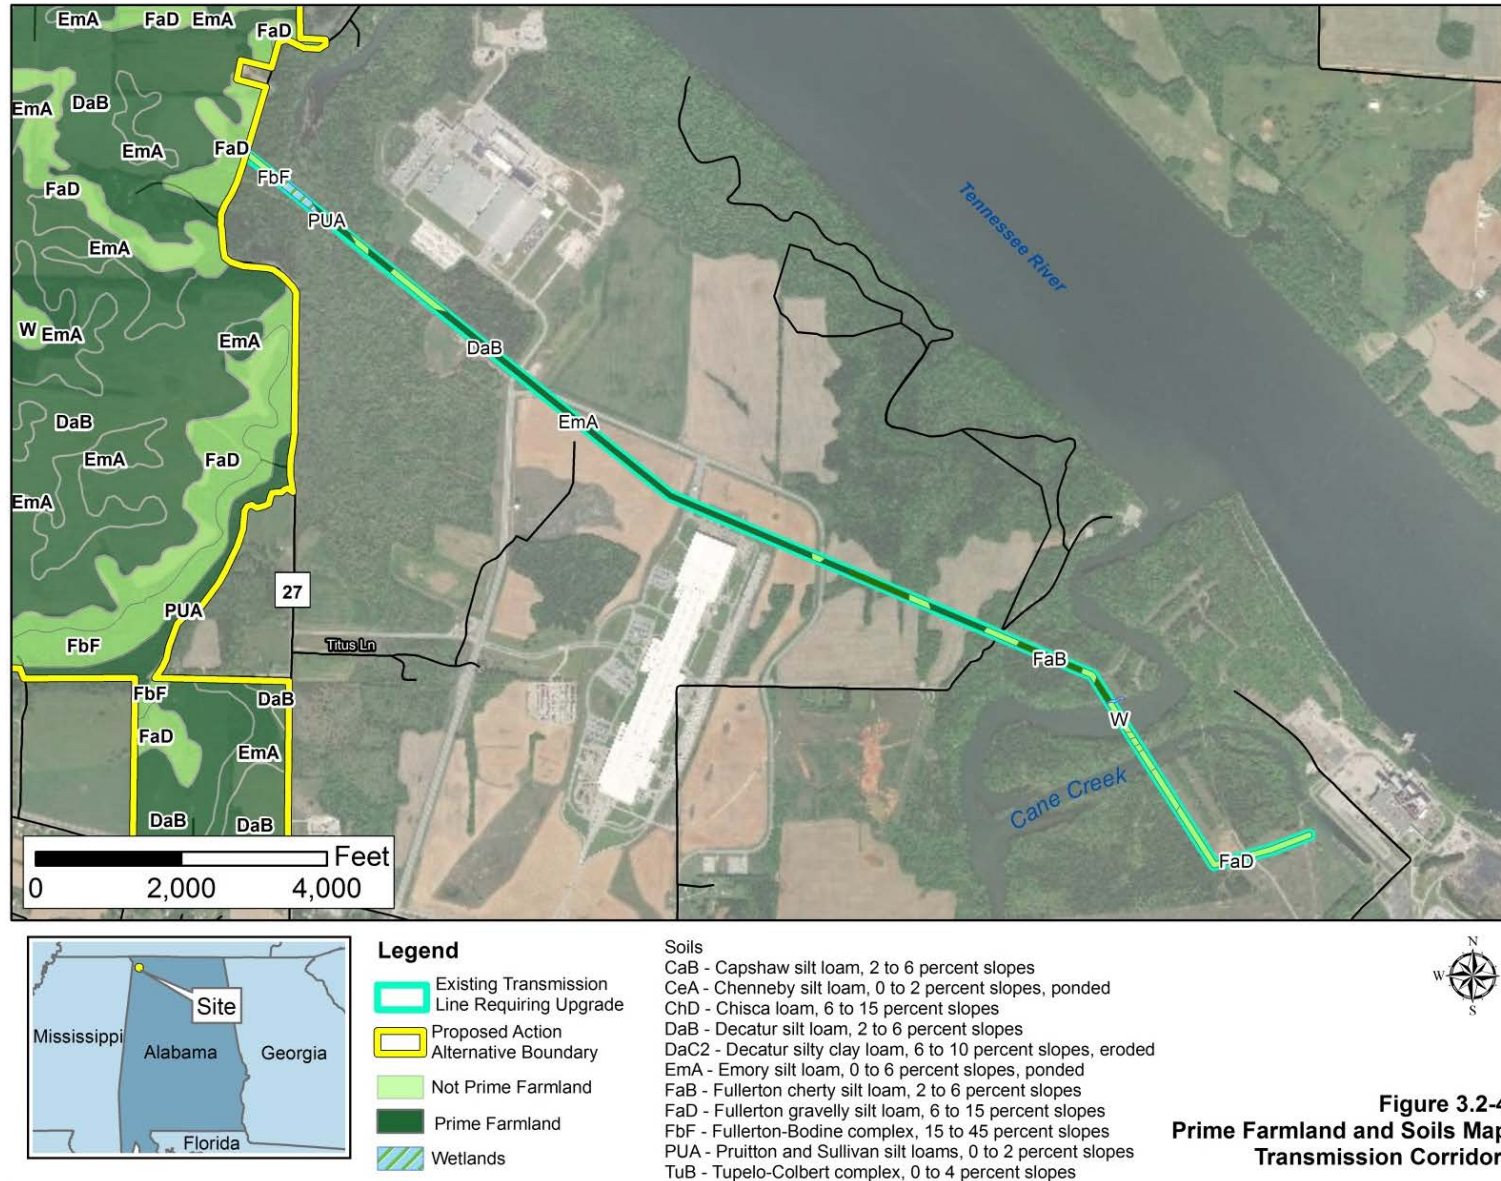 EmA
FaD
EmA
FaD
EmA
DaB
EmA
FaD
FaD
FbF
PUA
EmA
W
EmA
EmA
DaB
DaB
EmA
EmA
FaD
EmA
27
PUA
FbF
Titus Ln
FbF
DaB
FaD
EmA
DaB
DaB
FaB
W
FaD
Tennessee River
Cane Creek
Feet
0 2,000 4,000
Site
Mississippi
Alabama
Georgia
Florida
Legend
Existing Transmission
Line Requiring Upgrade
Proposed Action
Alternative Boundary
Not Prime Farmland
Prime Farmland
Wetlands
Soils
CaB - Capshaw silt loam, 2 to 6 percent slopes
CeA - Chenneby silt loam, 0 to 2 percent slopes, ponded
ChD - Chisca loam, 6 to 15 percent slopes
DaB - Decatur silt loam, 2 to 6 percent slopes
DaC2 - Decatur silty clay loam, 6 to 10 percent slopes, eroded
EmA - Emory silt loam, 0 to 6 percent slopes, ponded
FaB - Fullerton cherty silt loam, 2 to 6 percent slopes
FaD - Fullerton gravelly silt loam, 6 to 15 percent slopes
FbF - Fullerton-Bodine complex, 15 to 45 percent slopes
PUA - Pruitton and Sullivan silt loams, 0 to 2 percent slopes
TuB - Tupelo-Colbert complex, 0 to 4 percent slopes
N
W
E
S
Figure 3.2-4
Prime Farmland and Soils Map
Transmission Corridor